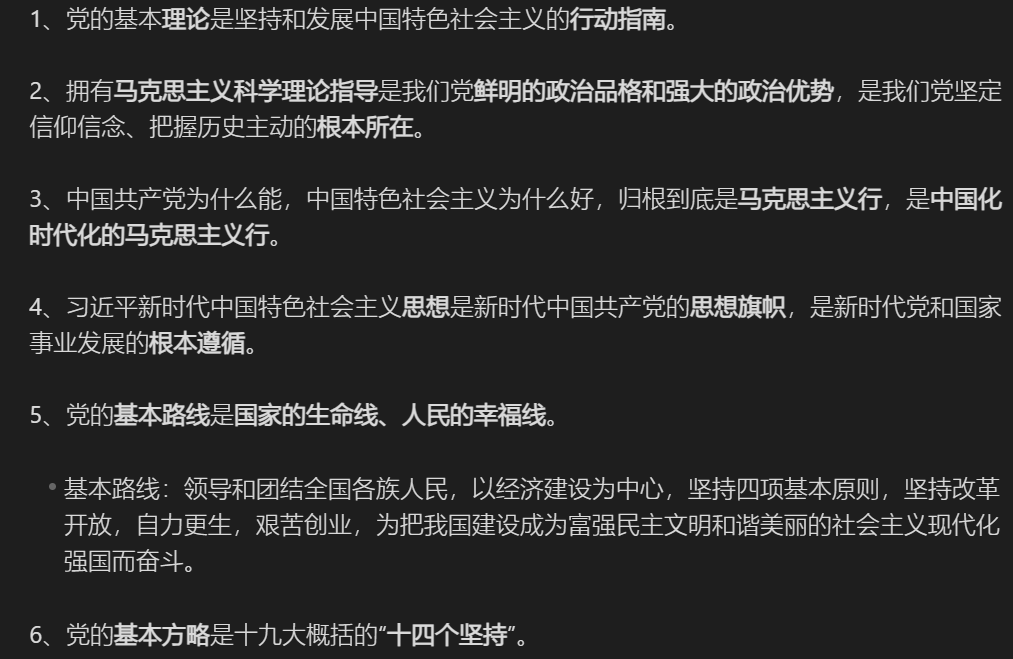 1、党的基本理论是坚持和发展中国特色社会主义的行动指南。
2、拥有马克思主义科学理论指导是我们党鲜明的政治品格和强大的政治优势，是我们党坚定
信仰信念、把握历史主动的根本所在。
3、中国共产党为什么能，中国特色社会主义为什么好，归根到底是马克思主义行，是中国化
时代化的马克思主义行。
4、习近平新时代中国特色社会主义思想是新时代中国共产党的思想旗帜，是新时代党和国家
事业发展的根本遵循。
5、党的基本路线是国家的生命线、人民的幸福线。
• 基本路线：领导和团结全国各族人民，以经济建设为中心，坚持四项基本原则，坚持改革
开放，自力更生，艰苦创业，为把我国建设成为富强民主文明和谐美丽的社会主义现代化
强国而奋斗。
6、党的基本方略是十九大概括的“十四个坚持”。